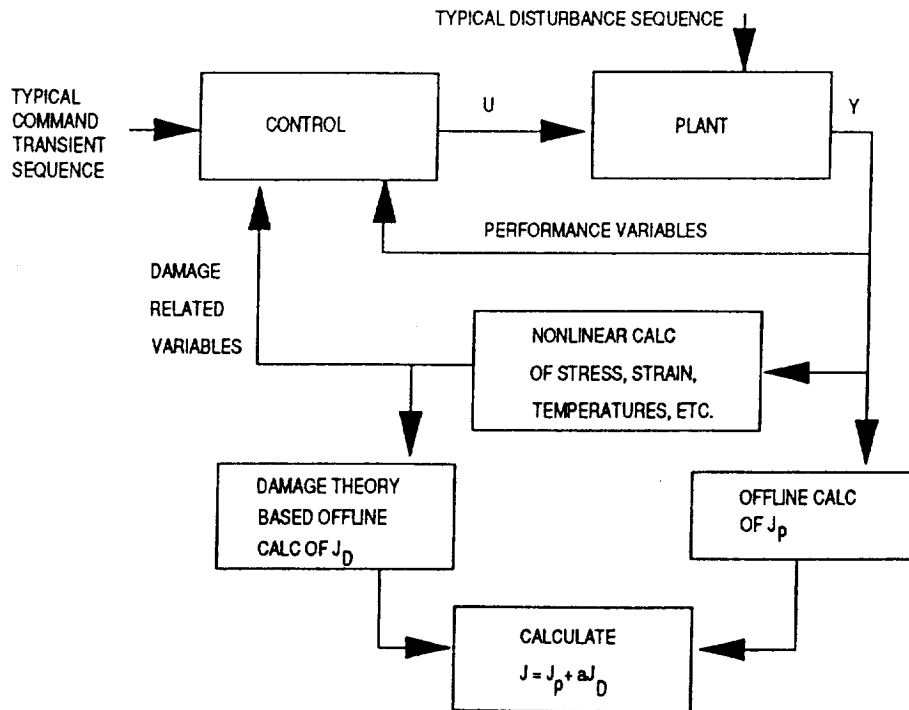 TYPICAL DISTURBANCE SEQUENCE
TYPICAL
COMMAND
TRANSIENT
SEQUENCE
CONTROL
U
PLANT
Y
PERFORMANCE VARIABLES
DAMAGE
RELATED
VARIABLES
NONLINEAR CALC
OF STRESS, STRAIN,
TEMPERATURES, ETC.
DAMAGE THEORY
BASED OFFLINE
CALC OF J_D
OFFLINE CALC
OF J_p
CALCULATE
J = J_p + aJ_D